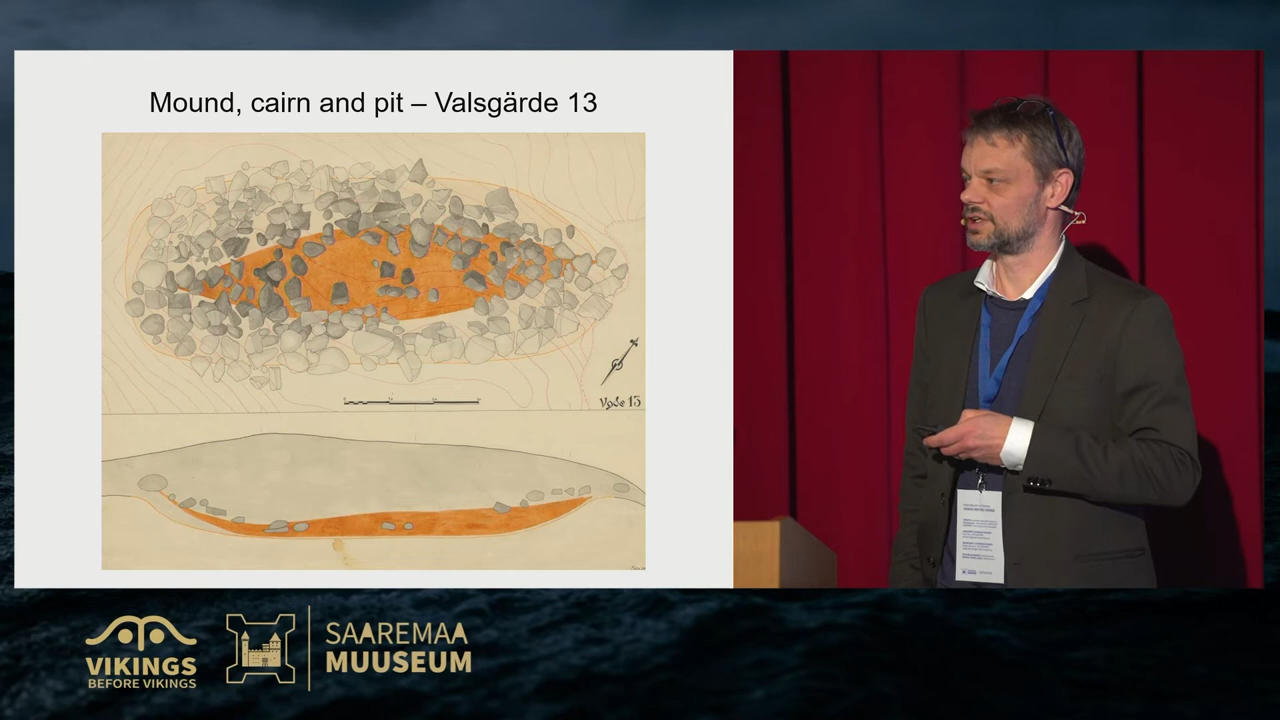 Mound, cairn and pit – Valsgärde 13
Vgde 13
VIKINGS
BEFORE VIKINGS
SAAREMAA
MUUSEUM